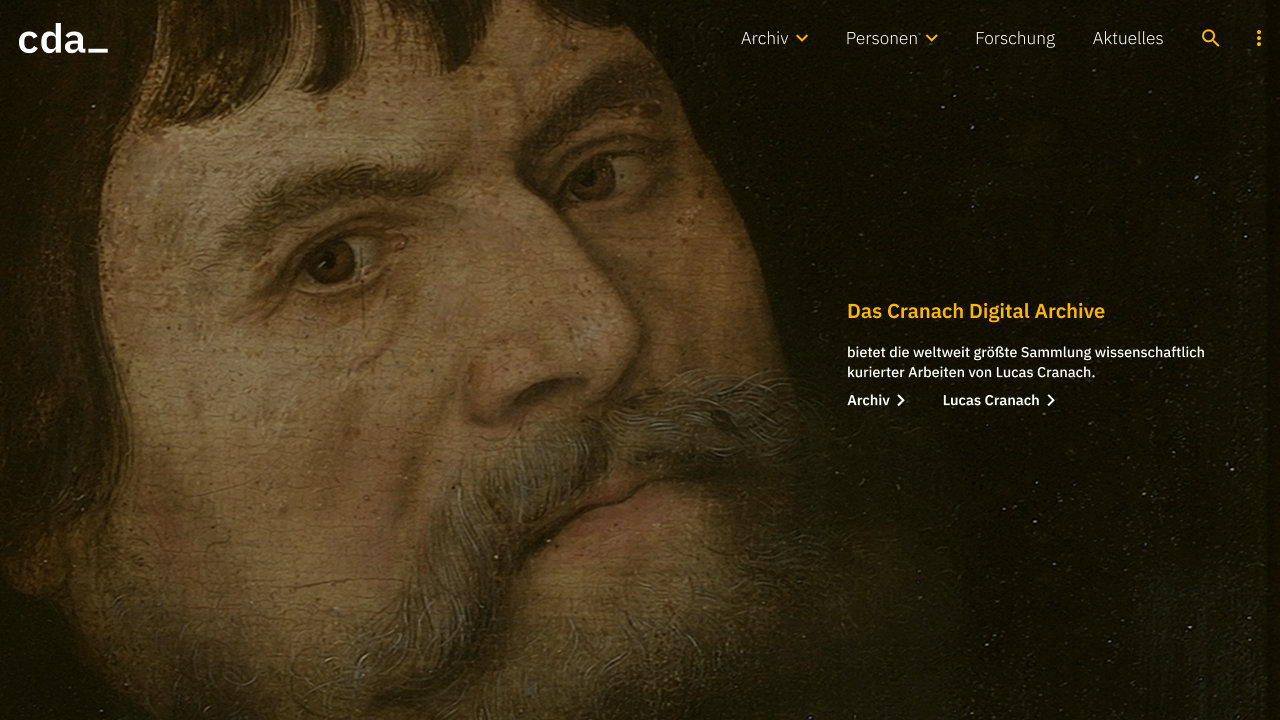 cda_
Archiv
Personen
Forschung
Aktuelles
Das Cranach Digital Archive
bietet die weltweit größte Sammlung wissenschaftlich
kurierter Arbeiten von Lucas Cranach.
Archiv
Lucas Cranach